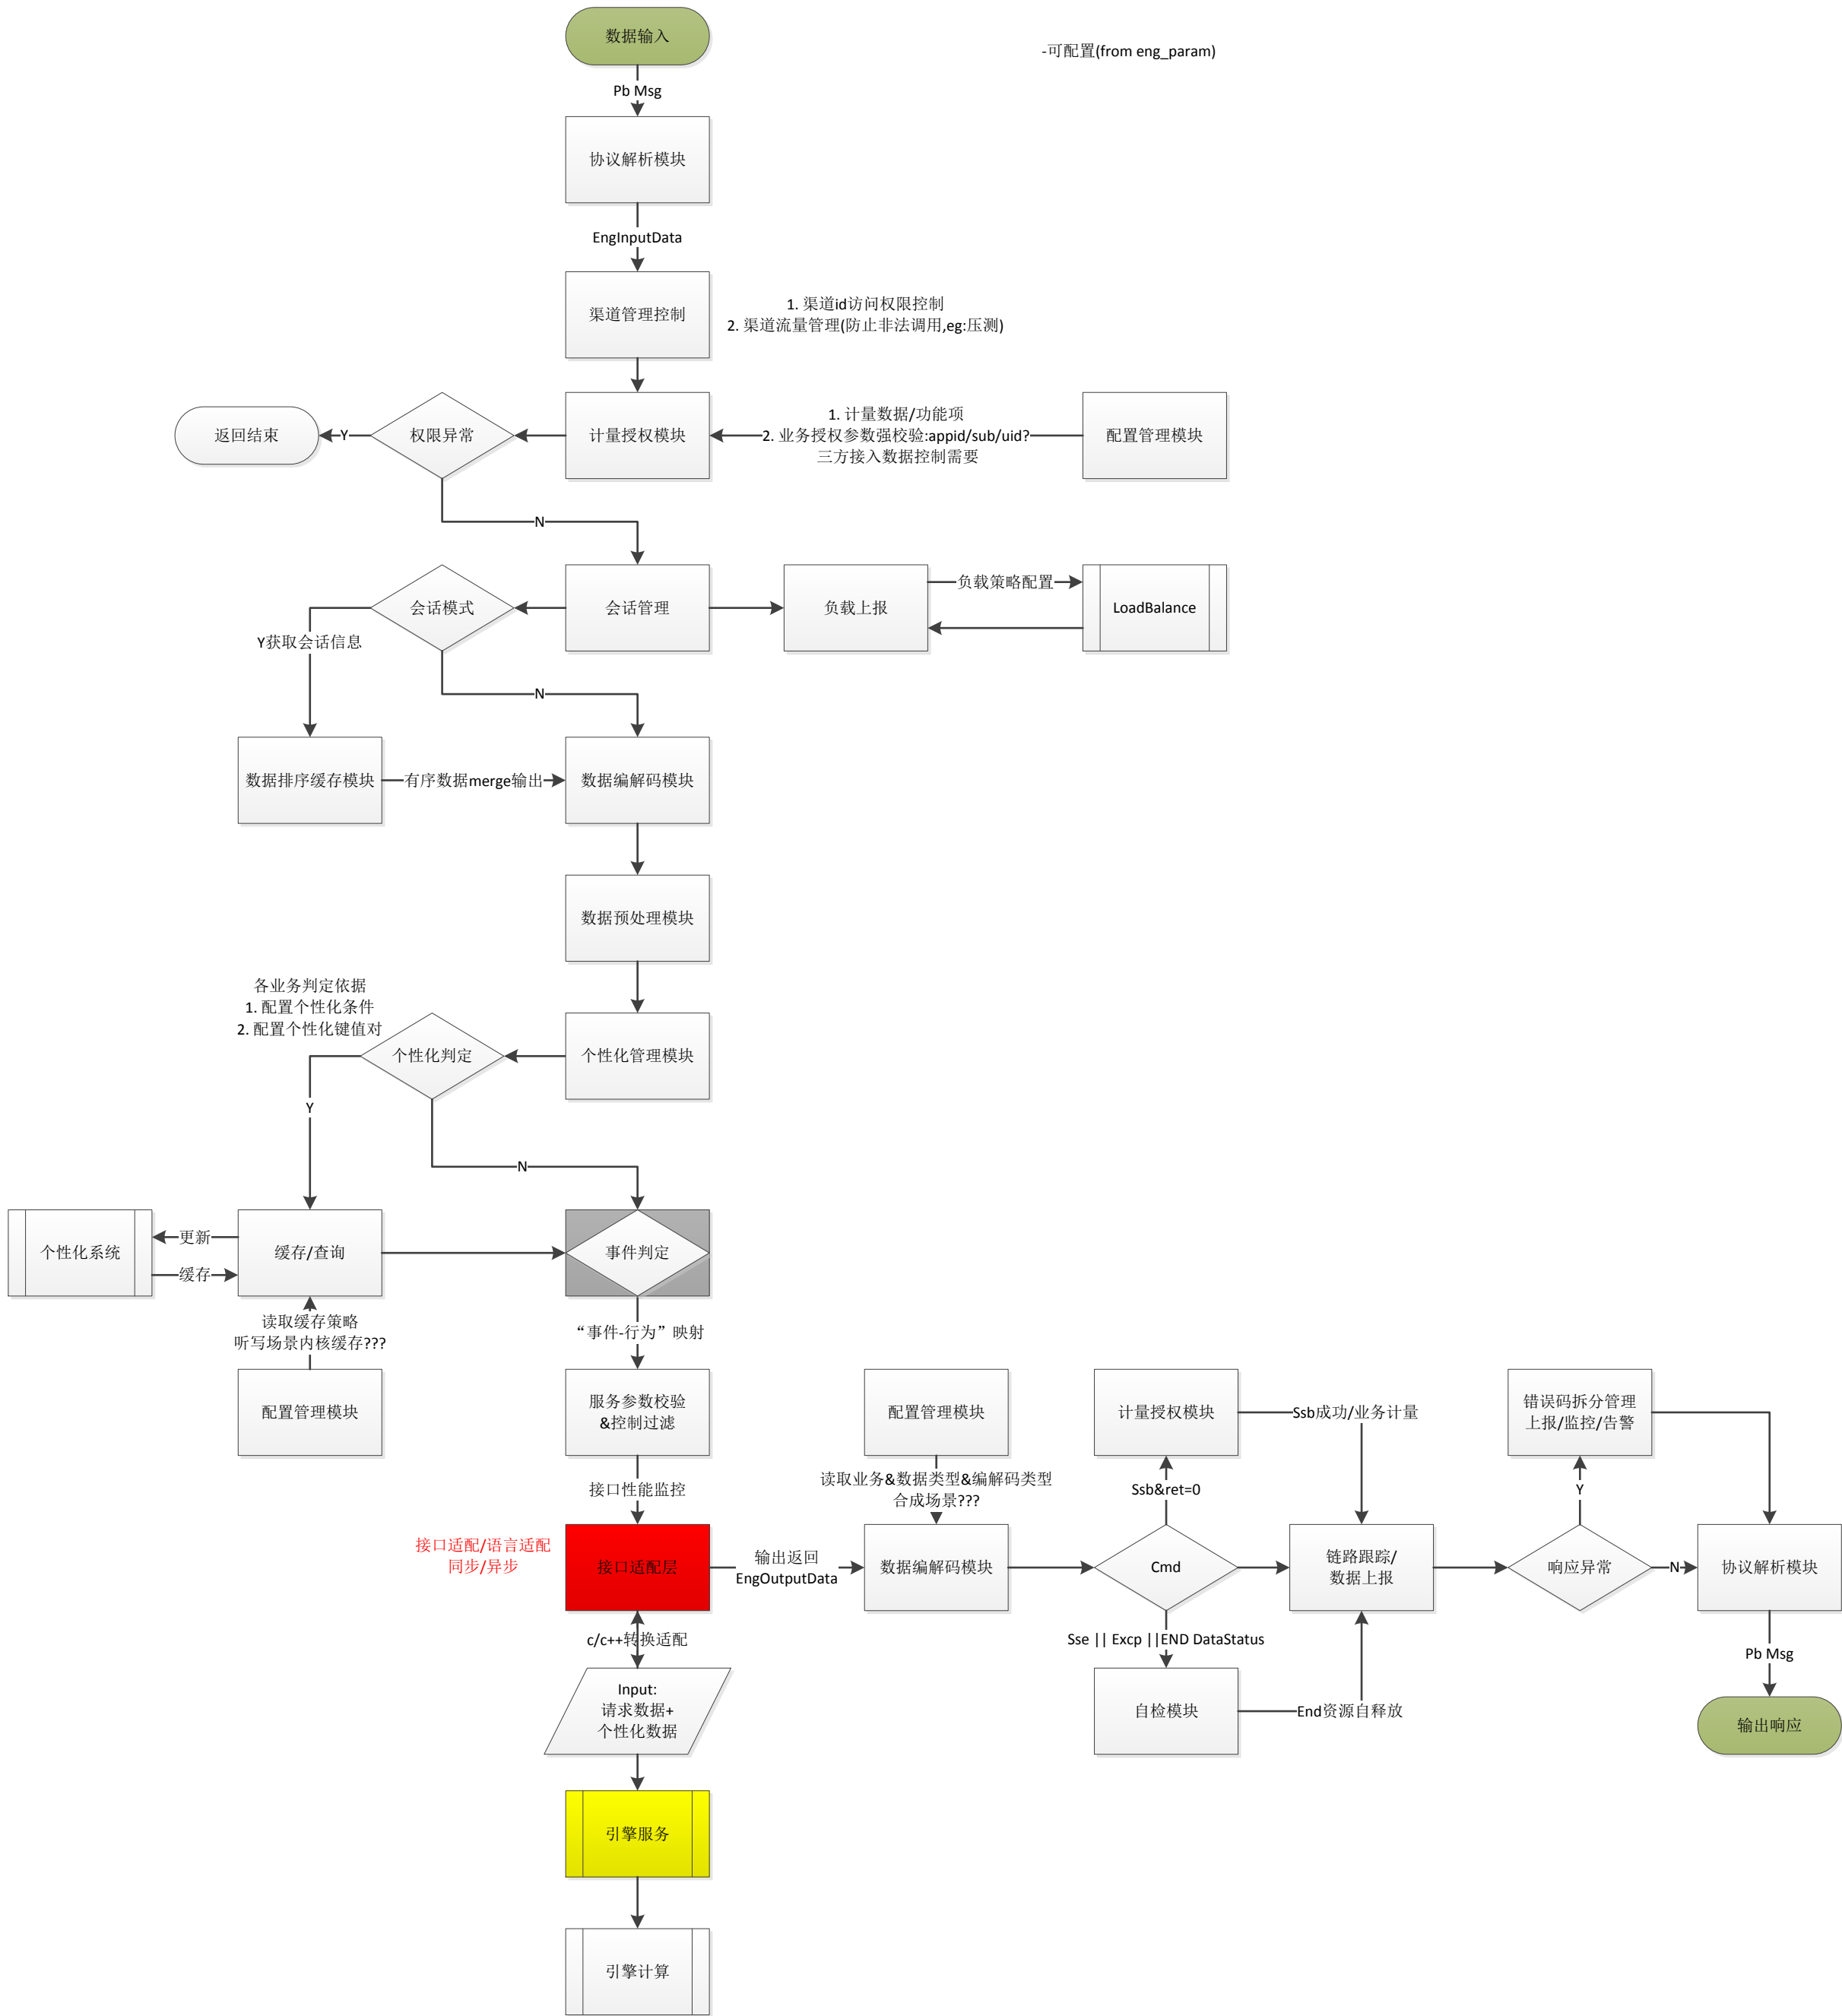 数据输入
-可配置(from eng_param)
Pb Msg
协议解析模块
EngInputData
渠道管理控制
1. 渠道id访问权限控制
2. 渠道流量管理(防止非法调用,eg:压测)
返回结束
Y
权限异常
计量授权模块
1. 计量数据/功能项
2. 业务授权参数强校验:appid/sub/uid?
三方接入数据控制需要
配置管理模块
N
会话模式
会话管理
负载上报
负载策略配置
LoadBalance
Y获取会话信息
N
数据排序缓存模块
有序数据merge输出
数据编解码模块
数据预处理模块
各业务判定依据
1. 配置个性化条件
2. 配置个性化键值对
个性化判定
个性化管理模块
Y
N
个性化系统
更新
缓存
缓存/查询
事件判定
读取缓存策略
听写场景内核缓存???
“事件-行为”映射
配置管理模块
服务参数校验
&控制过滤
配置管理模块
计量授权模块
Ssb成功/业务计量
错误码拆分管理
上报/监控/告警
接口性能监控
读取业务&数据类型&编解码类型
合成场景???
Ssb&ret=0
Y
接口适配/语言适配
同步/异步
接口适配层
输出返回
EngOutputData
数据编解码模块
Cmd
链路跟踪/
数据上报
响应异常
N
协议解析模块
c/c++转换适配
Sse || Excp ||END DataStatus
Pb Msg
Input:
请求数据+
个性化数据
自检模块
End资源自释放
输出响应
引擎服务
引擎计算